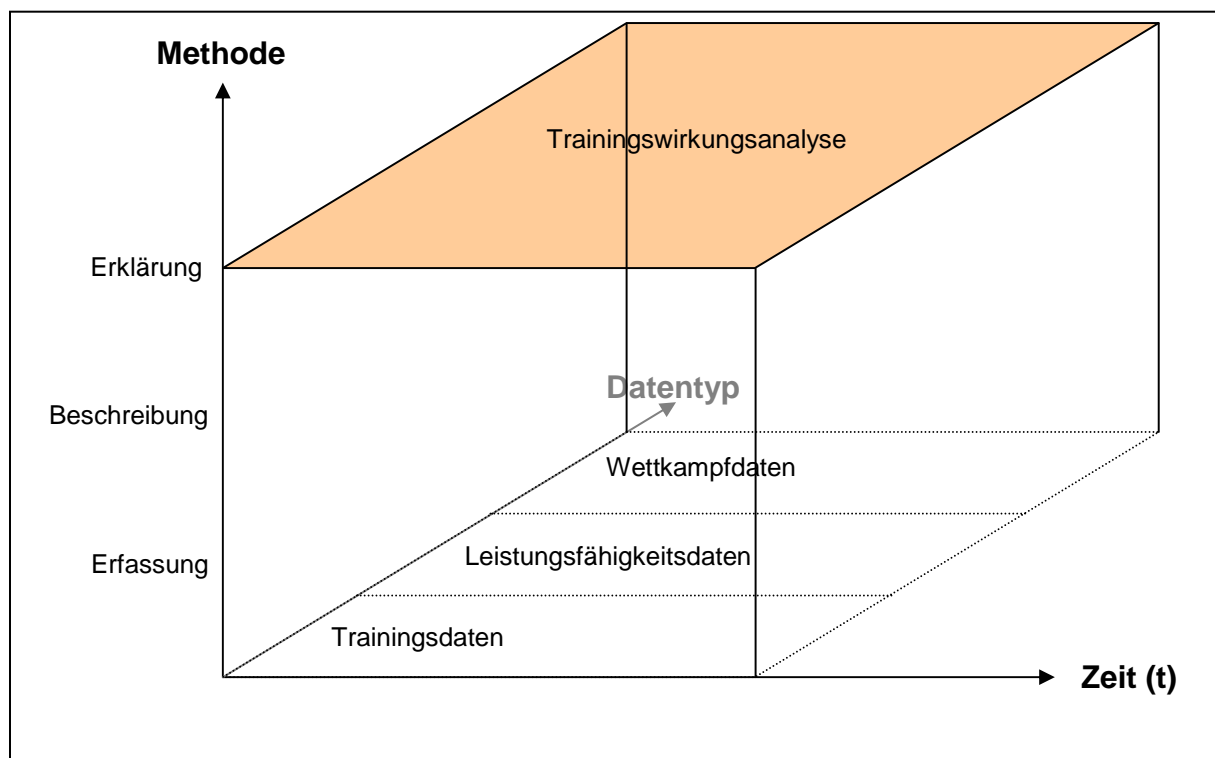 Methode
Trainingswirkungsanalyse
Erklärung
Datentyp
Beschreibung
Wettkampfdaten
Leistungsfähigkeitsdaten
Erfassung
Trainingsdaten
Zeit (t)